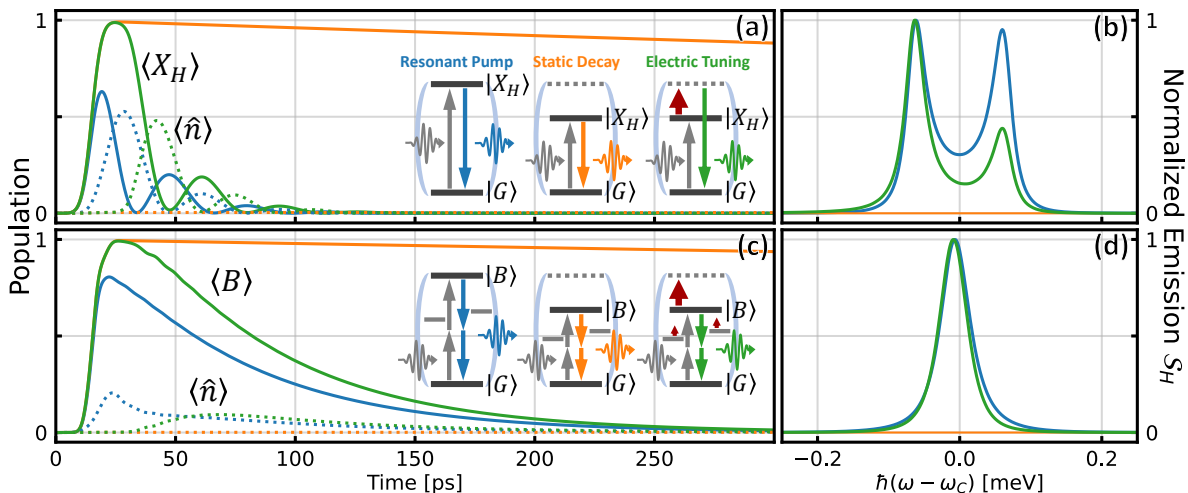 Population
1
0
(a)
⟨X_H⟩
⟨n̂⟩
Resonant Pump
Static Decay
Electric Tuning
|X_H⟩
|G⟩
|X_H⟩
|G⟩
|X_H⟩
|G⟩
(b)
1
0
Normalized Emission 𝒮_H
1
0
(c)
⟨B⟩
⟨n̂⟩
|B⟩
|G⟩
|B⟩
|G⟩
|B⟩
|G⟩
(d)
1
0
0 50 100 150 200 250
Time [ps]
−0.2 0.0 0.2
ℏ(ω − ω_C) [meV]